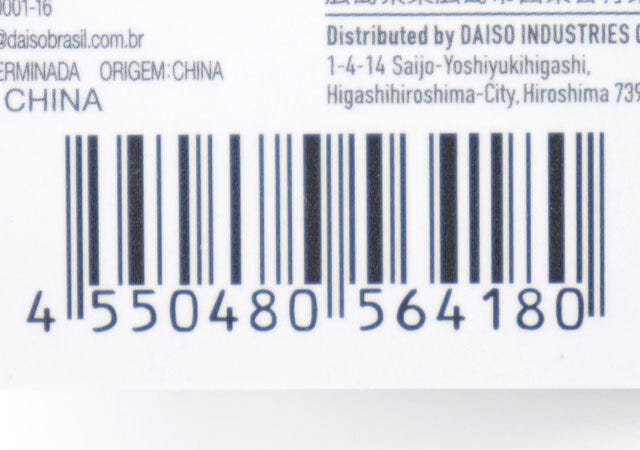 0001-16
@daisobrasil.com.br
ERMINADA ORIGEM:CHINA
CHINA
Distributed by DAISO INDUSTRIES
1-4-14 Saijo-Yoshiyukihigashi,
Higashihiroshima-City, Hiroshima 739
4 550480 564180